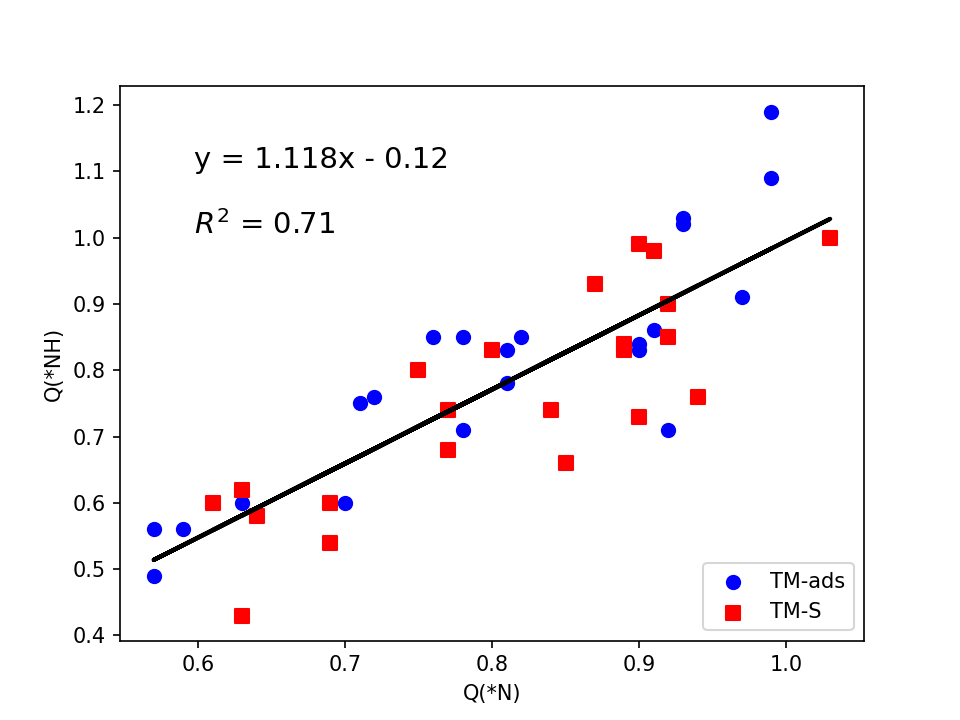 y = 1.118x - 0.12
R² = 0.71
1.2
1.1
1.0
0.9
0.8
0.7
0.6
0.5
0.4
Q(*NH)
TM-ads
TM-S
0.6 0.7 0.8 0.9 1.0
Q(*N)